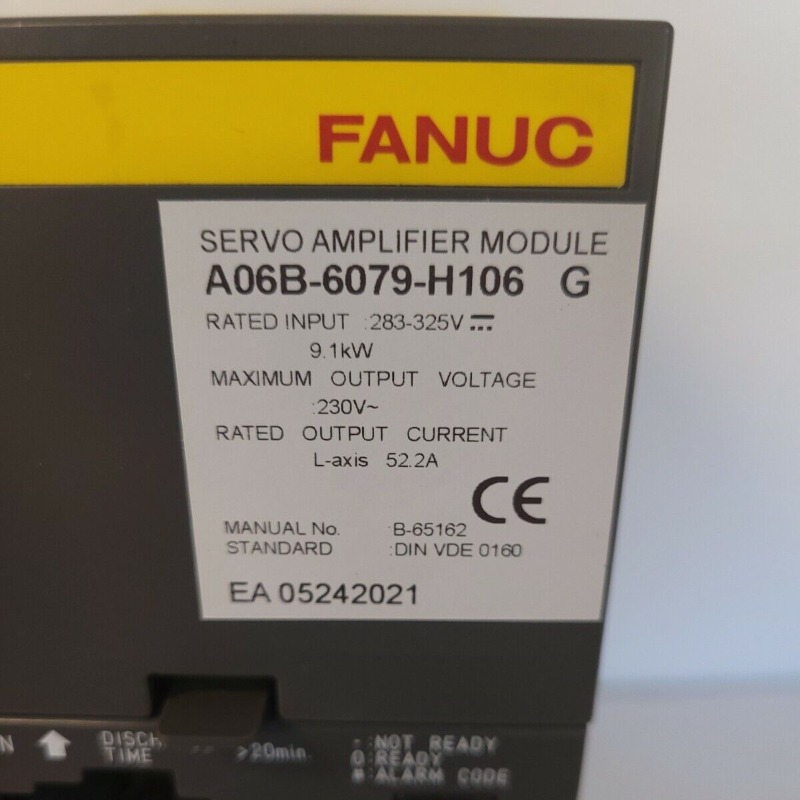 FANUC
SERVO AMPLIFIER MODULE
A06B-6079-H106 G
RATED INPUT :283-325V ⎓
9.1kW
MAXIMUM OUTPUT VOLTAGE
:230V~
RATED OUTPUT CURRENT
L-axis 52.2A
CE
MANUAL No. :B-65162
STANDARD :DIN VDE 0160
EA 05242021
N DISCH TIME -- >20min.
-:NOT READY
0:READY
#:ALARM CODE